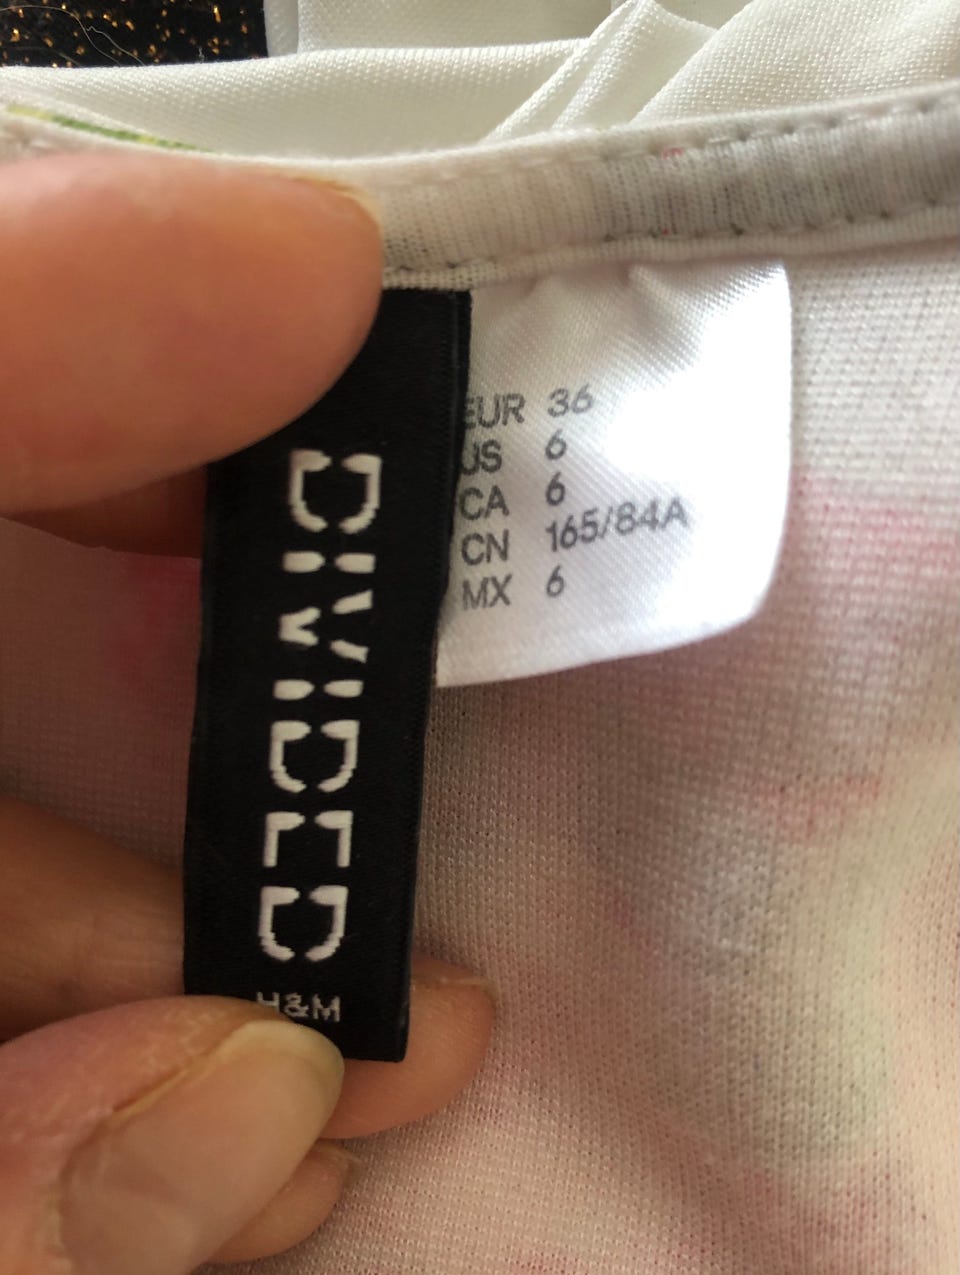 DIVIDED
H&M
EUR 36
US 6
CA 6
CN 165/84A
MX 6